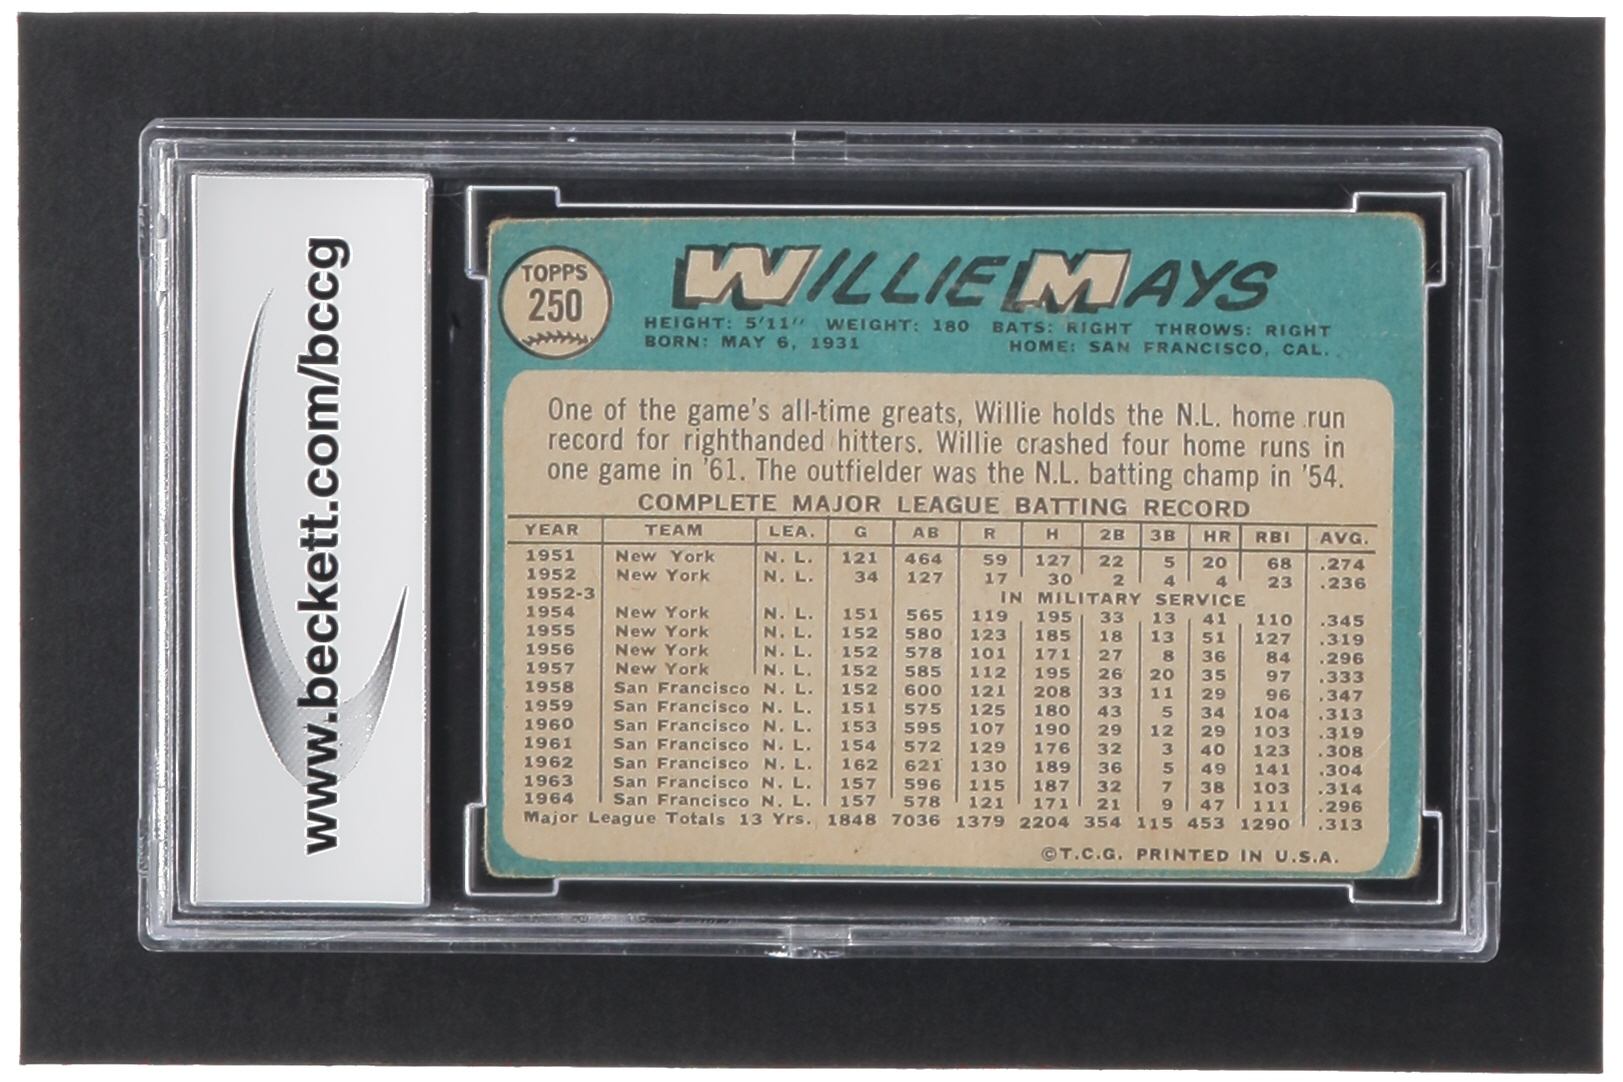 www.beckett.com/bccg
TOPPS
250
WILLIE MAYS
HEIGHT: 5'11" WEIGHT: 180 BATS: RIGHT THROWS: RIGHT
BORN: MAY 6, 1931 HOME: SAN FRANCISCO, CAL.
One of the game's all-time greats, Willie holds the N.L. home run
record for righthanded hitters. Willie crashed four home runs in
one game in '61. The outfielder was the N.L. batting champ in '54.
COMPLETE MAJOR LEAGUE BATTING RECORD
YEAR TEAM LEA. G AB R H 2B 3B HR RBI AVG.
1951 New York N. L. 121 464 59 127 22 5 20 68 .274
1952 New York N. L. 34 127 17 30 2 4 4 23 .236
1952-3 IN MILITARY SERVICE
1954 New York N. L. 151 565 119 195 33 13 41 110 .345
1955 New York N. L. 152 580 123 185 18 13 51 127 .319
1956 New York N. L. 152 578 101 171 27 8 36 84 .296
1957 New York N. L. 152 585 112 195 26 20 35 97 .333
1958 San Francisco N. L. 152 600 121 208 33 11 29 96 .347
1959 San Francisco N. L. 151 575 125 180 43 5 34 104 .313
1960 San Francisco N. L. 153 595 107 190 29 12 29 103 .319
1961 San Francisco N. L. 154 572 129 176 32 3 40 123 .308
1962 San Francisco N. L. 162 621 130 189 36 5 49 141 .304
1963 San Francisco N. L. 157 596 115 187 32 7 38 103 .314
1964 San Francisco N. L. 157 578 121 171 21 9 47 111 .296
Major League Totals 13 Yrs. 1848 7036 1379 2204 354 115 453 1290 .313
©T.C.G. PRINTED IN U.S.A.